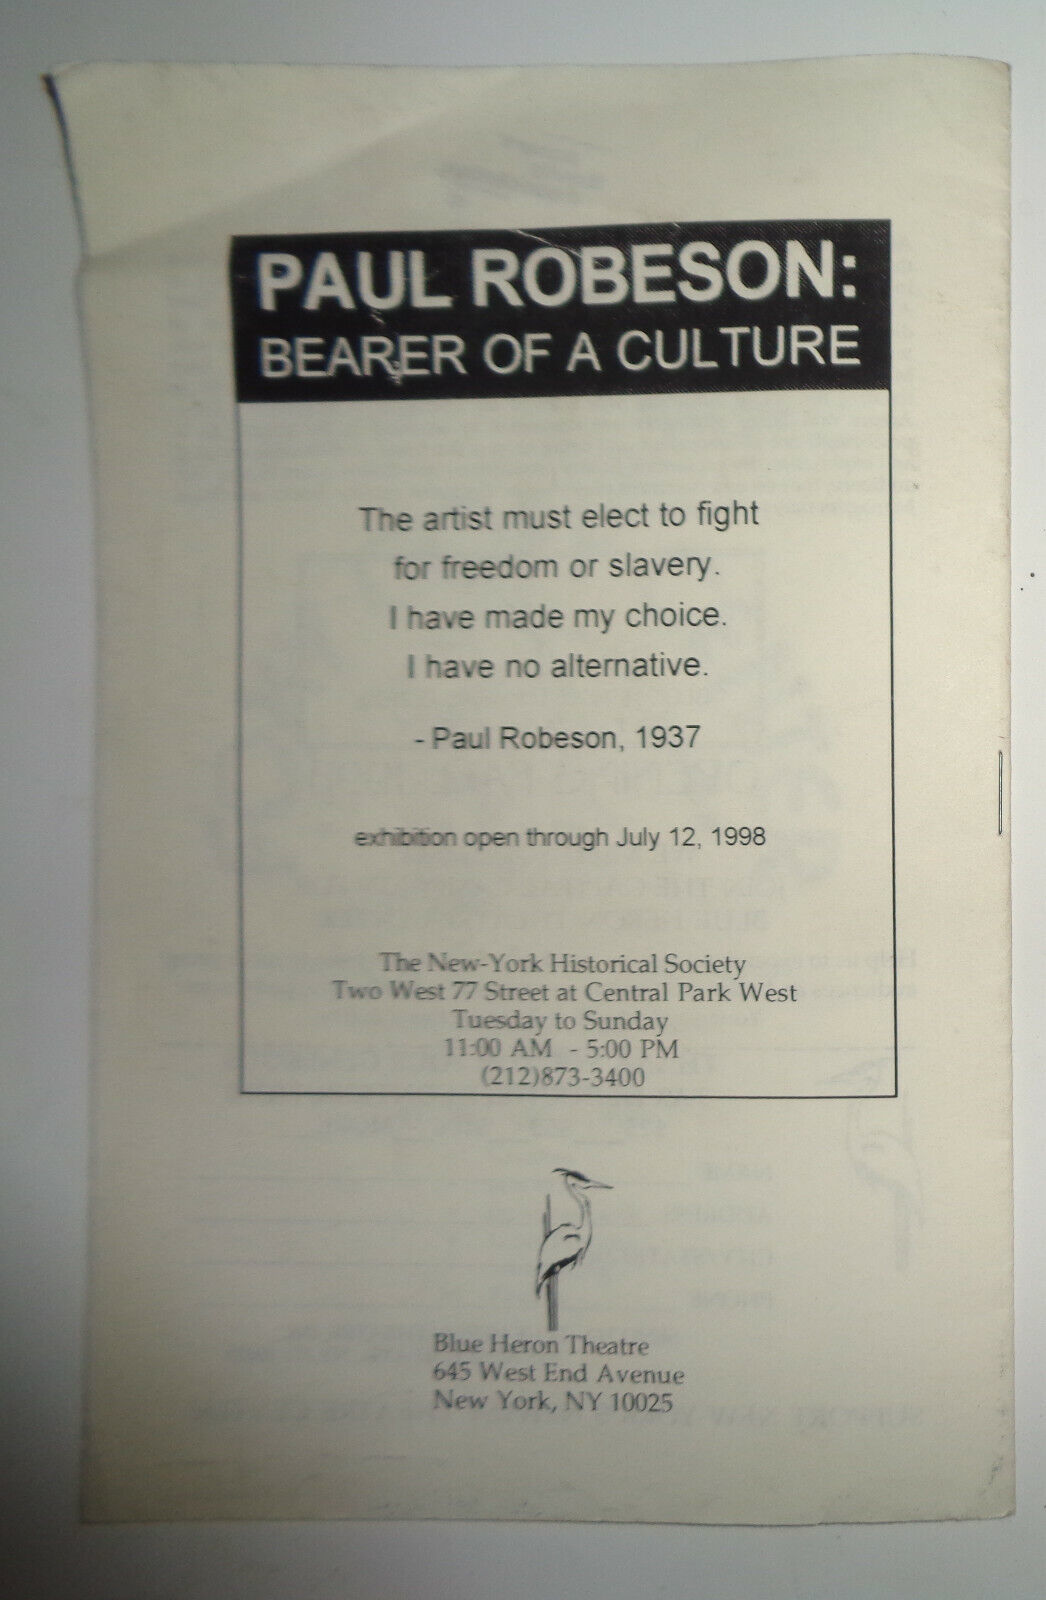 PAUL ROBESON:
BEARER OF A CULTURE
The artist must elect to fight
for freedom or slavery.
I have made my choice.
I have no alternative.
- Paul Robeson, 1937
exhibition open through July 12, 1998
The New-York Historical Society
Two West 77 Street at Central Park West
Tuesday to Sunday
11:00 AM - 5:00 PM
(212)873-3400
Blue Heron Theatre
645 West End Avenue
New York, NY 10025